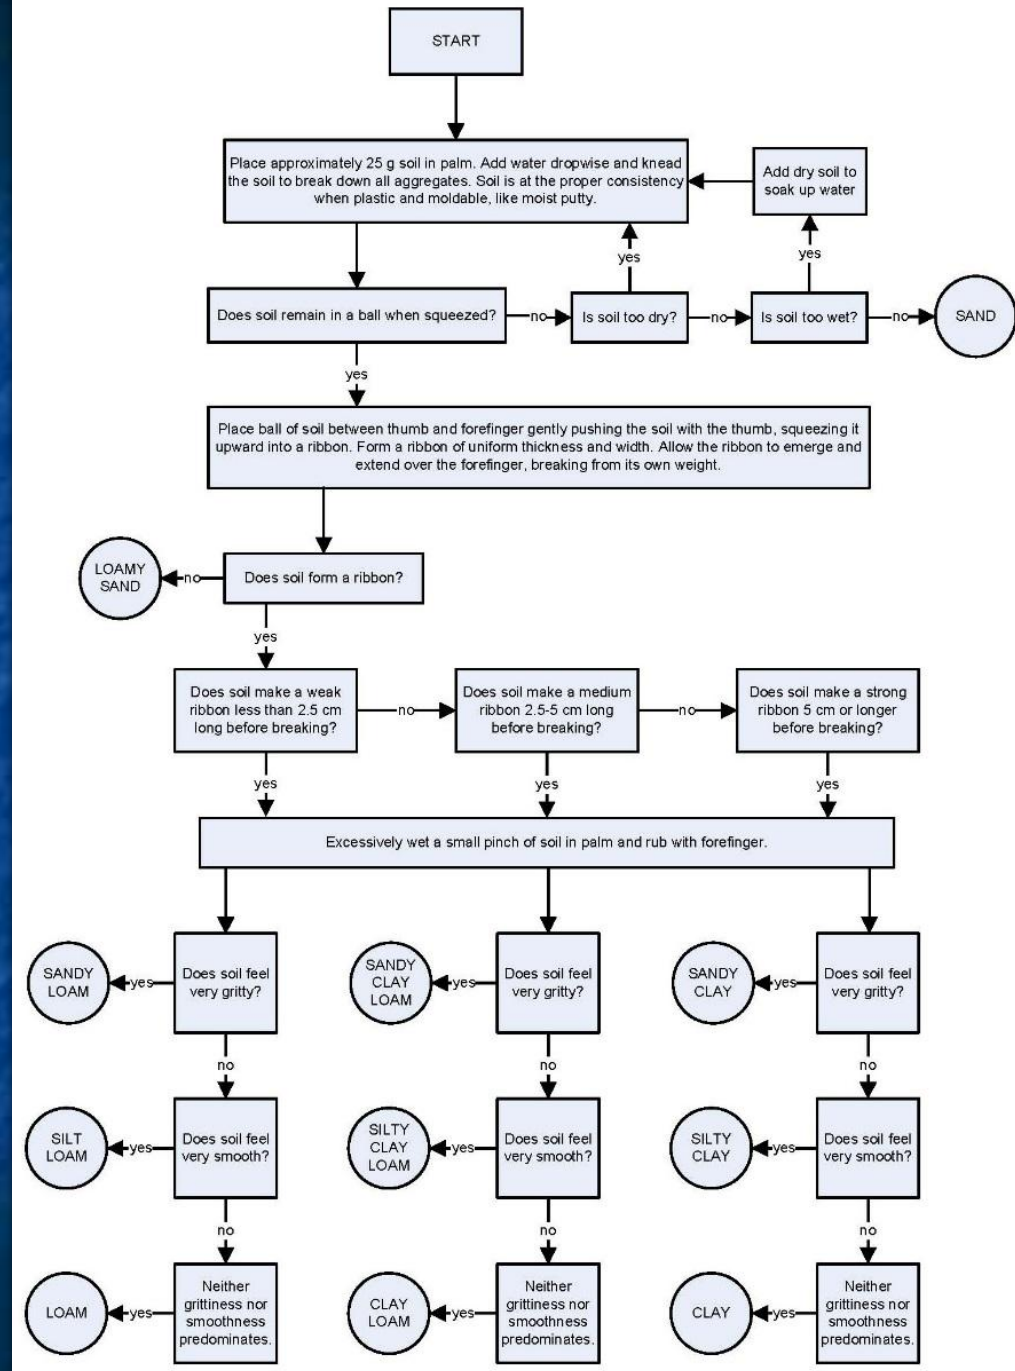 START
Place approximately 25 g soil in palm. Add water dropwise and knead
the soil to break down all aggregates. Soil is at the proper consistency
when plastic and moldable, like moist putty.
Add dry soil to
soak up water
yes
yes
Does soil remain in a ball when squeezed?
no
Is soil too dry?
no
Is soil too wet?
no
SAND
yes
Place ball of soil between thumb and forefinger gently pushing the soil with the thumb, squeezing it
upward into a ribbon. Form a ribbon of uniform thickness and width. Allow the ribbon to emerge and
extend over the forefinger, breaking from its own weight.
LOAMY
SAND
no
Does soil form a ribbon?
yes
Does soil make a weak
ribbon less than 2.5 cm
long before breaking?
no
Does soil make a medium
ribbon 2.5-5 cm long
before breaking?
no
Does soil make a strong
ribbon 5 cm or longer
before breaking?
yes
yes
yes
Excessively wet a small pinch of soil in palm and rub with forefinger.
SANDY
LOAM
yes
Does soil feel
very gritty?
SANDY
CLAY
LOAM
yes
Does soil feel
very gritty?
SANDY
CLAY
yes
Does soil feel
very gritty?
no
no
no
SILT
LOAM
yes
Does soil feel
very smooth?
SILTY
CLAY
LOAM
yes
Does soil feel
very smooth?
SILTY
CLAY
yes
Does soil feel
very smooth?
no
no
no
LOAM
yes
Neither
grittiness nor
smoothness
predominates.
CLAY
LOAM
yes
Neither
grittiness nor
smoothness
predominates.
CLAY
yes
Neither
grittiness nor
smoothness
predominates.